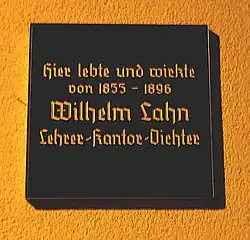 Hier lebte und wirkte
von 1855 - 1896
Wilhelm Lahn
Lehrer-Kantor-Dichter